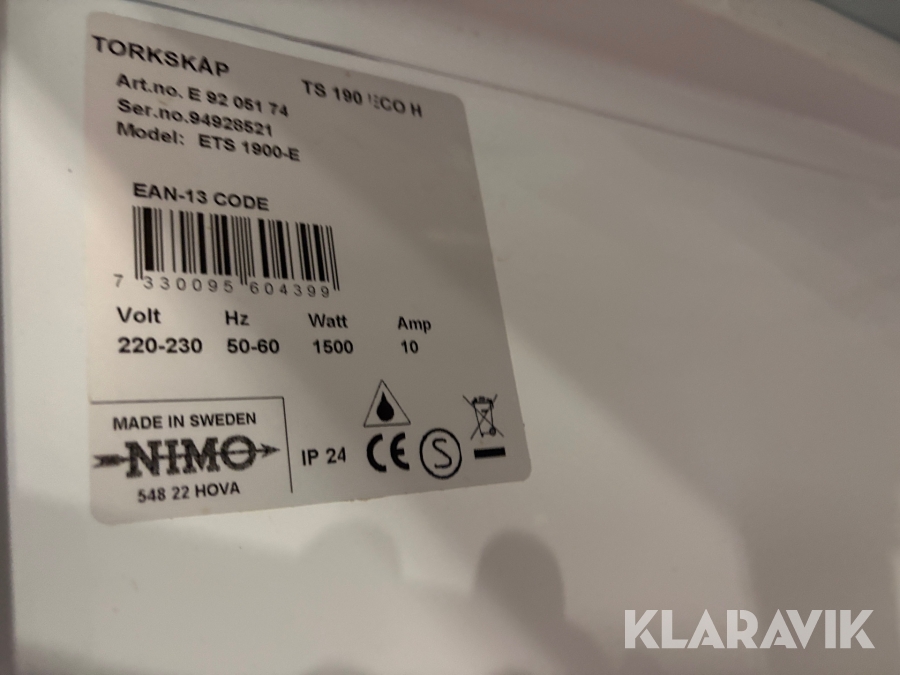 TORKSKÅP
TS 190 ECO H
Art.no. E 92 051 74
Ser.no.94928521
Model: ETS 1900-E
EAN-13 CODE
7 330095 604399
Volt Hz Watt Amp
220-230 50-60 1500 10
MADE IN SWEDEN
NIMO
548 22 HOVA
IP 24
CE
S
KLARAVIK